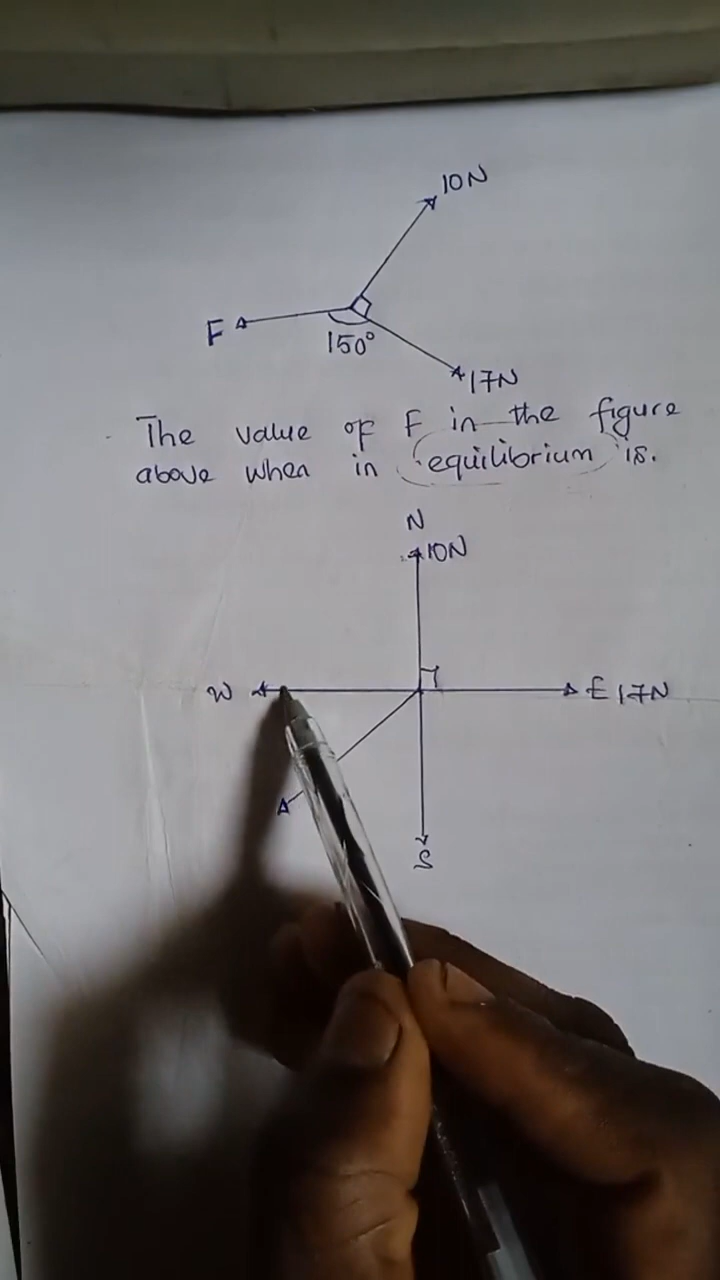 10N
F
150°
17N
The value of F in the figure
above when in equilibrium is.
N
10N
W
E 17N
S